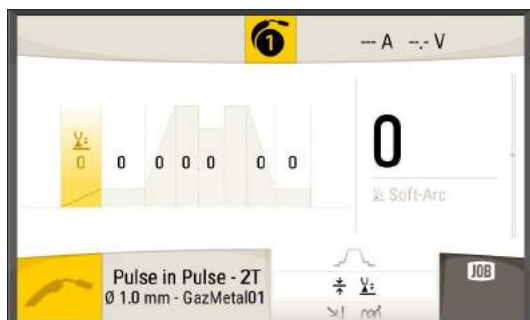 1
--- A --.- V
0 0 0 0 0 0 0
0
Soft-Arc
Pulse in Pulse - 2T
Ø 1.0 mm - GazMetal01
JOB